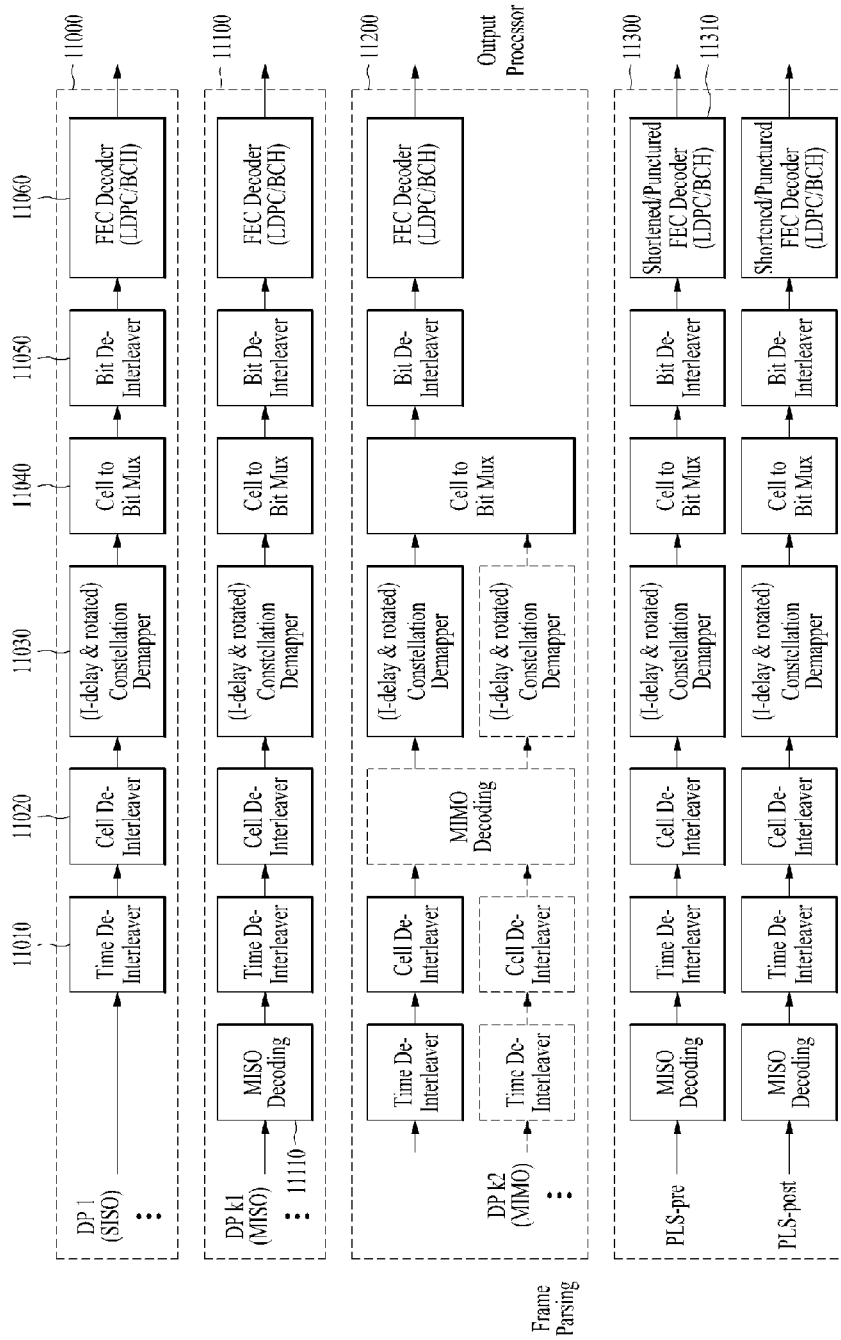 11010
11020
11030
11040
11050
11060
11000
DP 1
(SISO)
Time De-
Interleaver
Cell De-
Interleaver
(I-delay & rotated)
Constellation
Demapper
Cell to
Bit Mux
Bit De-
Interleaver
FEC Decoder
(LDPC/BCH)
11100
DP k1
(MISO)
MISO
Decoding
11110
Time De-
Interleaver
Cell De-
Interleaver
(I-delay & rotated)
Constellation
Demapper
Cell to
Bit Mux
Bit De-
Interleaver
FEC Decoder
(LDPC/BCH)
11200
Time De-
Interleaver
Cell De-
Interleaver
MIMO
Decoding
(I-delay & rotated)
Constellation
Demapper
Cell to
Bit Mux
Bit De-
Interleaver
FEC Decoder
(LDPC/BCH)
DP k2
(MIMO)
Time De-
Interleaver
Cell De-
Interleaver
(I-delay & rotated)
Constellation
Demapper
Frame
Parsing
Output
Processor
11300
PLS-pre
MISO
Decoding
Time De-
Interleaver
Cell De-
Interleaver
(I-delay & rotated)
Constellation
Demapper
Cell to
Bit Mux
Bit De-
Interleaver
Shortened/Punctured
FEC Decoder
(LDPC/BCH)
11310
PLS-post
MISO
Decoding
Time De-
Interleaver
Cell De-
Interleaver
(I-delay & rotated)
Constellation
Demapper
Cell to
Bit Mux
Bit De-
Interleaver
Shortened/Punctured
FEC Decoder
(LDPC/BCH)